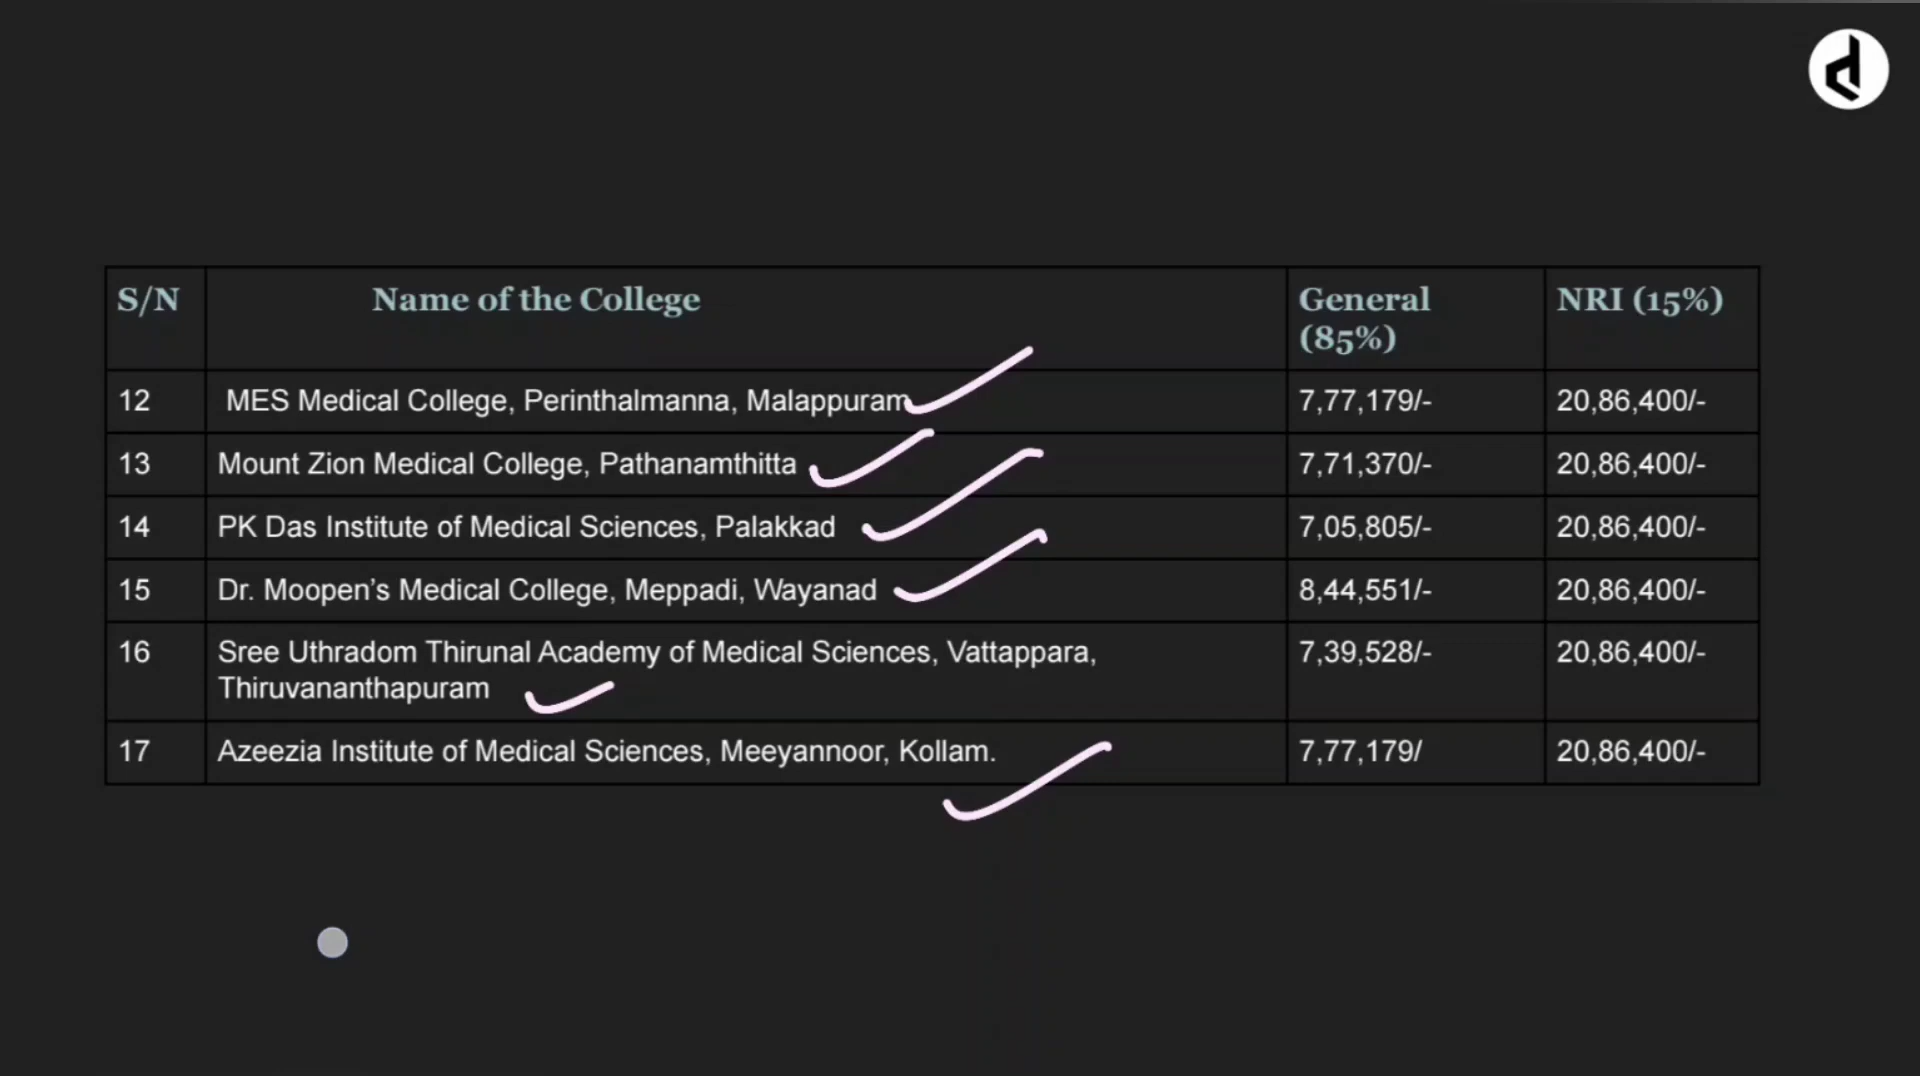 S/N Name of the College General (85%) NRI (15%)
12 MES Medical College, Perinthalmanna, Malappuram 7,77,179/- 20,86,400/-
13 Mount Zion Medical College, Pathanamthitta 7,71,370/- 20,86,400/-
14 PK Das Institute of Medical Sciences, Palakkad 7,05,805/- 20,86,400/-
15 Dr. Moopen’s Medical College, Meppadi, Wayanad 8,44,551/- 20,86,400/-
16 Sree Uthradom Thirunal Academy of Medical Sciences, Vattappara, 7,39,528/- 20,86,400/-
Thiruvananthapuram
17 Azeezia Institute of Medical Sciences, Meeyannoor, Kollam. 7,77,179/ 20,86,400/-